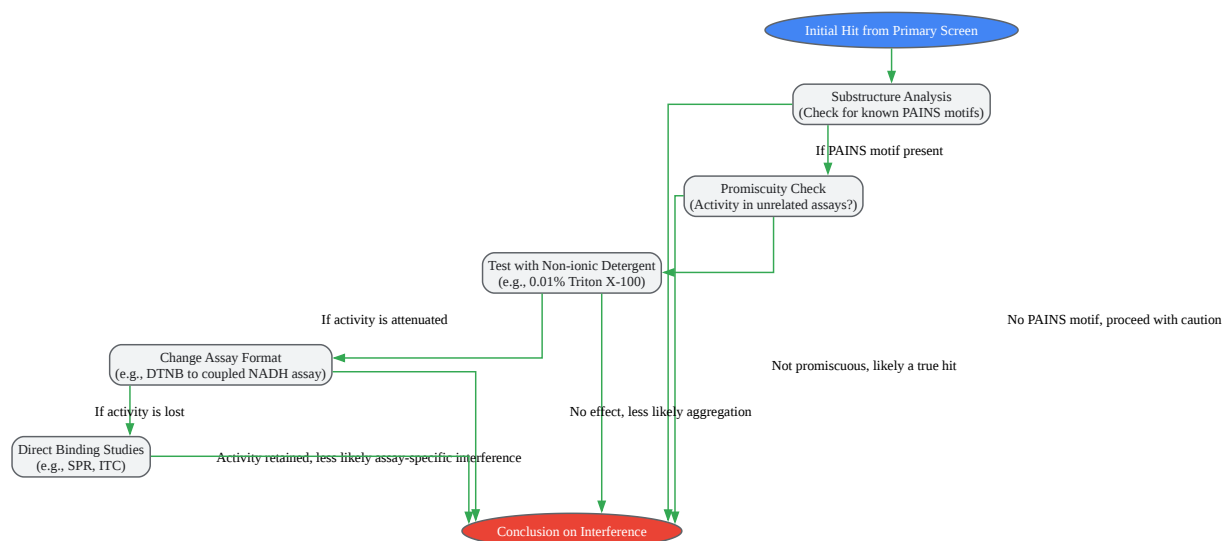 Initial Hit from Primary Screen
Substructure Analysis
(Check for known PAINS motifs)
If PAINS motif present
Promiscuity Check
(Activity in unrelated assays?)
Test with Non-ionic Detergent
(e.g., 0.01% Triton X-100)
If activity is attenuated
No PAINS motif, proceed with caution
Change Assay Format
(e.g., DTNB to coupled NADH assay)
Not promiscuous, likely a true hit
If activity is lost
No effect, less likely aggregation
Direct Binding Studies
(e.g., SPR, ITC)
Activity retained, less likely assay-specific interference
Conclusion on Interference